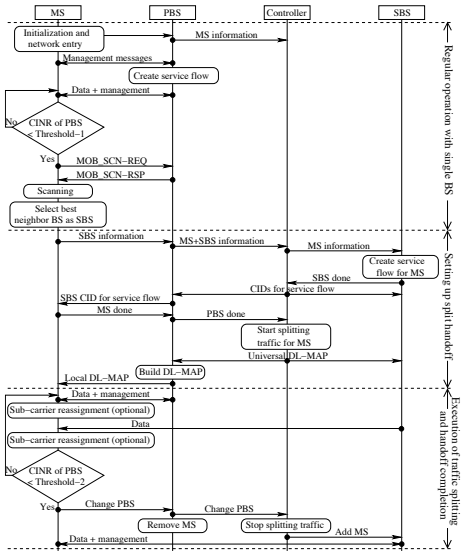 MS PBS Controller SBS
Initialization and
network entry
MS information
Management messages
Create service flow
Data + management
No
CINR of PBS
< Threshold−1
Yes
MOB_SCN−REQ
MOB_SCN−RSP
Scanning
Select best
neighbor BS as SBS
Regular operation with single BS
SBS information
MS+SBS information
MS information
Create service
flow for MS
SBS done
CIDs for service flow
SBS CID for service flow
MS done
PBS done
Start splitting
traffic for MS
Universal DL−MAP
Build DL−MAP
Local DL−MAP
Setting up split handoff
Data + management
Sub−carrier reassignment (optional)
Data
Sub−carrier reassignment (optional)
No
CINR of PBS
< Threshold−2
Yes
Change PBS
Change PBS
Remove MS
Stop splitting traffic
Add MS
Data + management
Execution of traffic splitting
and handoff completion